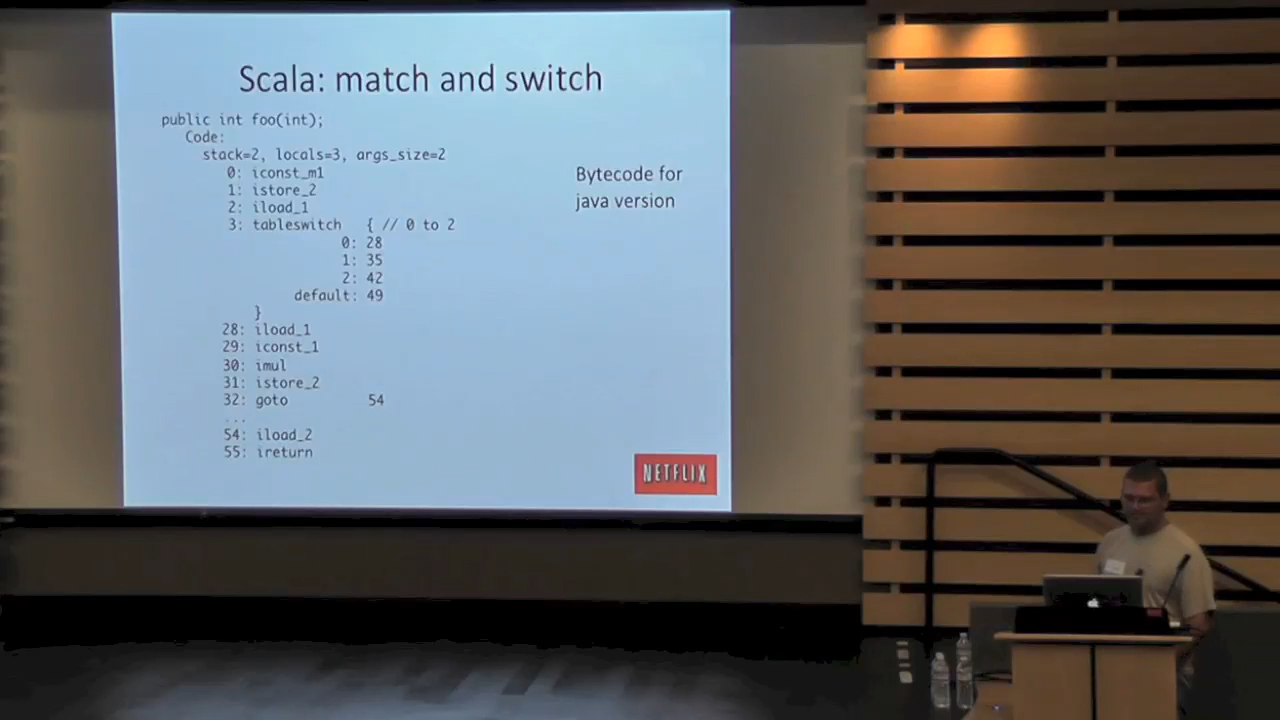 Scala: match and switch
public int foo(int);
Code:
stack=2, locals=3, args_size=2
0: iconst_m1
1: istore_2
2: iload_1
3: tableswitch { // 0 to 2
0: 28
1: 35
2: 42
default: 49
}
28: iload_1
29: iconst_1
30: imul
31: istore_2
32: goto 54
...
54: iload_2
55: ireturn
Bytecode for
java version
NETFLIX